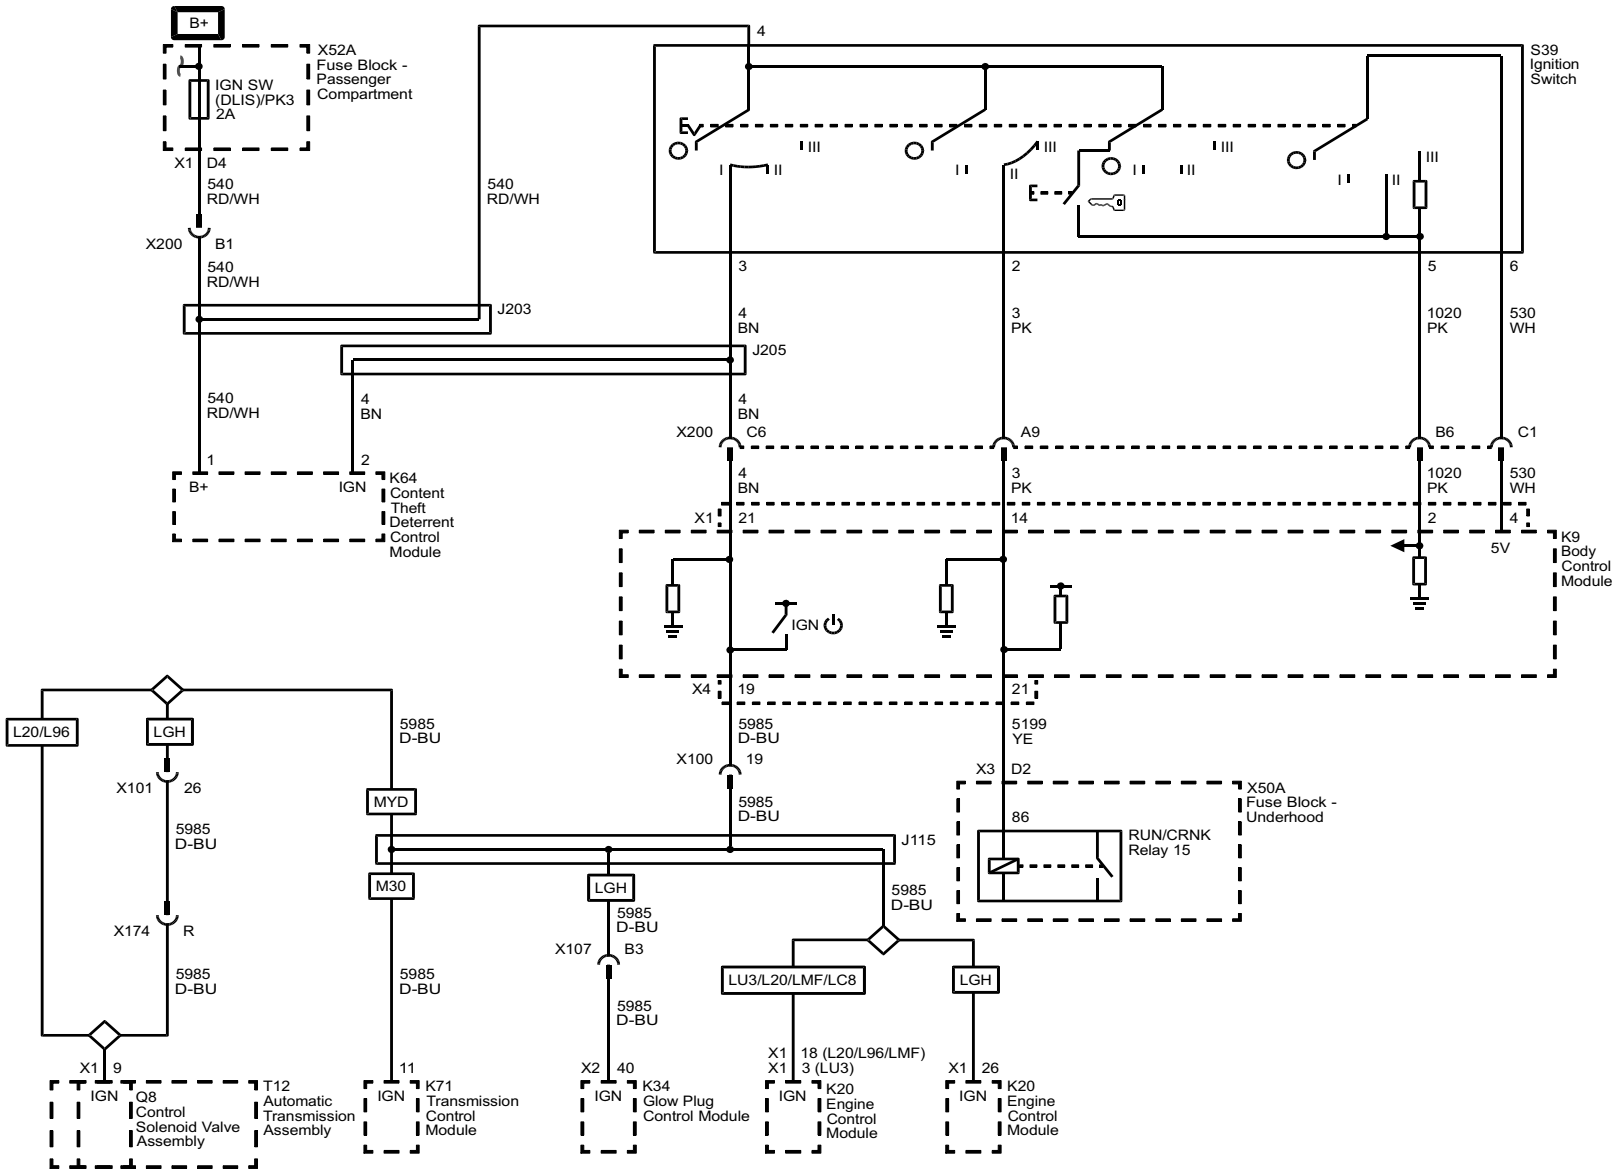 B+
X52A
Fuse Block -
Passenger
Compartment
IGN SW
(DLIS)/PK3
2A
X1 D4
540
RD/WH
X200 B1
540
RD/WH
540
RD/WH
J203
4
S39
Ignition
Switch
I II III
I II III
I II III
I II III
3
2
5
6
4
BN
3
PK
1020
PK
530
WH
J205
540
RD/WH
4
BN
4
BN
1
2
B+
IGN
K64
Content
Theft
Deterrent
Control
Module
X200 C6
A9
B6
C1
4
BN
3
PK
1020
PK
530
WH
X1 21
14
2
4
5V
K9
Body
Control
Module
IGN
X4 19
21
5985
D-BU
5199
YE
X100 19
5985
D-BU
X3 D2
X50A
Fuse Block -
Underhood
86
RUN/CRNK
Relay 15
L20/L96
LGH
5985
D-BU
X101 26
MYD
5985
D-BU
J115
M30
LGH
5985
D-BU
5985
D-BU
X174 R
X107 B3
5985
D-BU
5985
D-BU
5985
D-BU
LU3/L20/LMF/LC8
LGH
X1 9
11
X2 40
X1 18 (L20/L96/LMF)
X1 3 (LU3)
X1 26
IGN
Q8
Control
Solenoid Valve
Assembly
T12
Automatic
Transmission
Assembly
IGN
K71
Transmission
Control
Module
IGN
K34
Glow Plug
Control Module
IGN
K20
Engine
Control
Module
IGN
K20
Engine
Control
Module